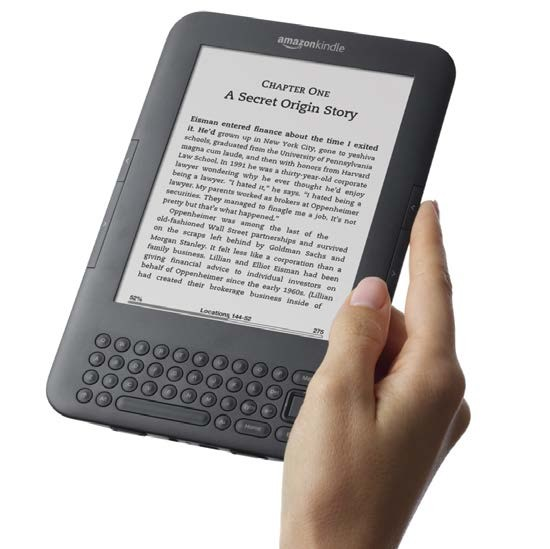 amazonkindle
CHAPTER ONE
A Secret Origin Story
Eisman entered finance about the time I exited
it. He'd grown up in New York City, gone to yeshiva
schools, graduated from the University of Pennsylvania
magna cum laude, and then with honors from Harvard
Law School. In 1991 he was a thirty-year-old corporate
lawyer wondering why he ever thought he'd enjoy
being a lawyer. "I hated it," he says. "I hated being a
lawyer. My parents worked as brokers at Oppenheimer
securities. They managed to finagle me a job. It's not
pretty but that's what happened."
Oppenheimer was among the last of the
old-fashioned Wall Street partnerships and survived
on the scraps left behind by Goldman Sachs and
Morgan Stanley. It felt less like a corporation than a
family business. Lillian and Elliot Eisman had been
giving financial advice to individual investors on
behalf of Oppenheimer since the early 1960s. (Lillian
had created their brokerage business inside of
52%
Locations 144-52
275
Home